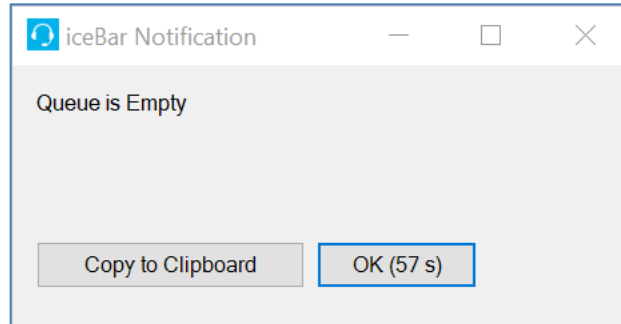 iceBar Notification
Queue is Empty
Copy to Clipboard
OK (57 s)